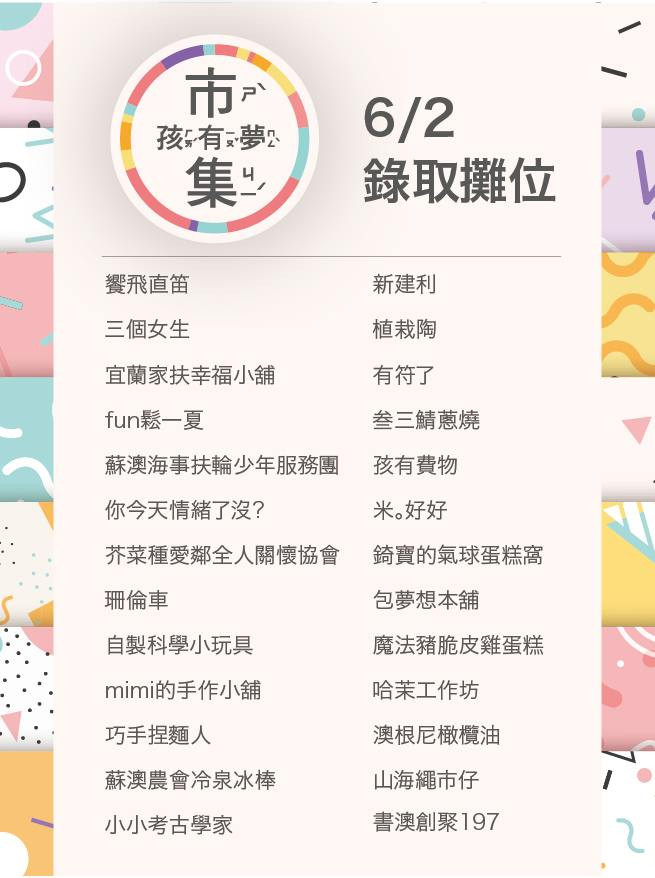 市ㄕˋ
孩ㄏㄞˊ有ㄧㄡˇ夢ㄇㄥˋ
集ㄐㄧˊ
6/2
錄取攤位
饗飛直笛
三個女生
宜蘭家扶幸福小舖
fun鬆一夏
蘇澳海事扶輪少年服務團
你今天情緒了沒?
芥菜種愛鄰全人關懷協會
珊倫車
自製科學小玩具
mimi的手作小舖
巧手捏麵人
蘇澳農會冷泉冰棒
小小考古學家
新建利
植栽陶
有符了
叁三鯖蔥燒
孩有費物
米。好好
錡寶的氣球蛋糕窩
包夢想本舖
魔法豬脆皮雞蛋糕
哈茉工作坊
澳根尼橄欖油
山海繩市仔
書澳創聚197